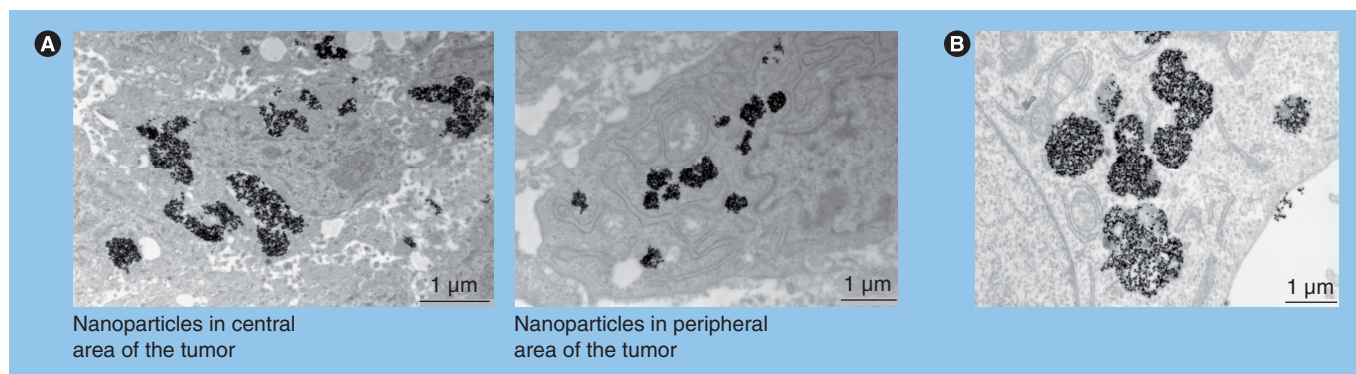 A
1 µm
Nanoparticles in central
area of the tumor
1 µm
Nanoparticles in peripheral
area of the tumor
B
1 µm